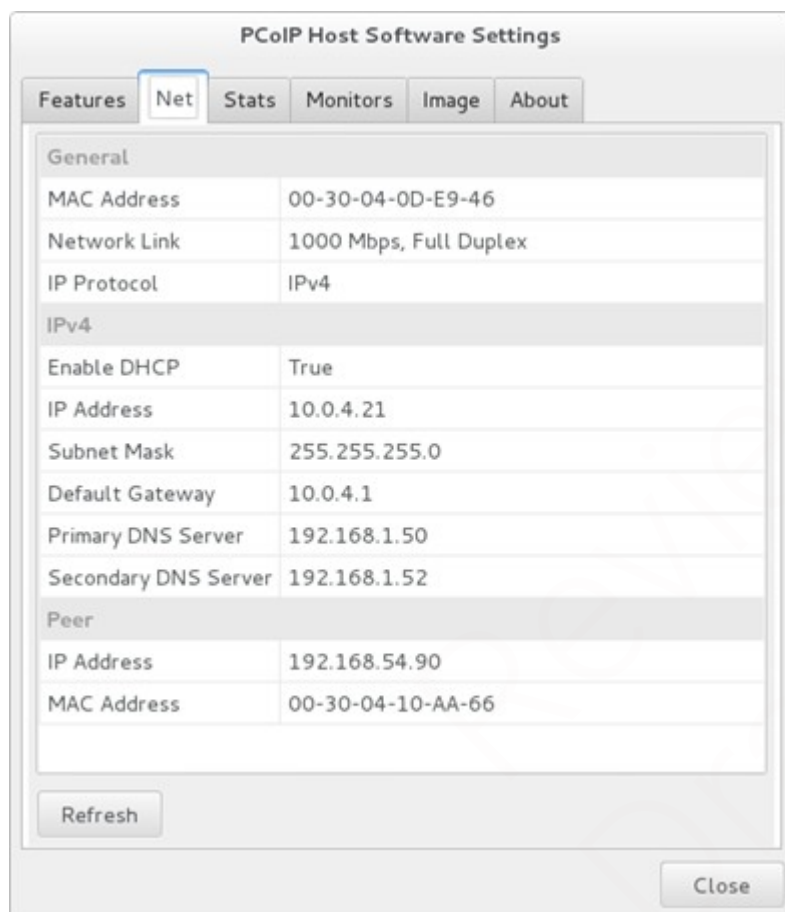 PCoIP Host Software Settings
Features Net Stats Monitors Image About
General
MAC Address 00-30-04-0D-E9-46
Network Link 1000 Mbps, Full Duplex
IP Protocol IPv4
IPv4
Enable DHCP True
IP Address 10.0.4.21
Subnet Mask 255.255.255.0
Default Gateway 10.0.4.1
Primary DNS Server 192.168.1.50
Secondary DNS Server 192.168.1.52
Peer
IP Address 192.168.54.90
MAC Address 00-30-04-10-AA-66
Refresh
Close